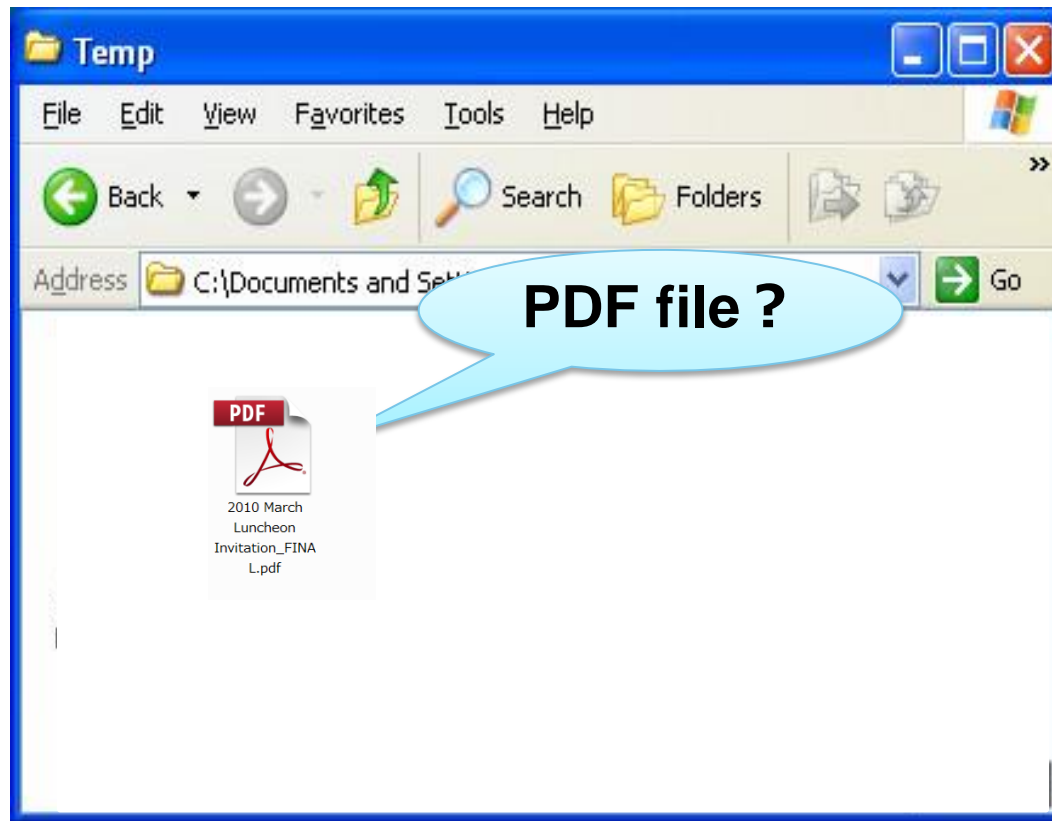 Temp
File Edit View Favorites Tools Help
Back Search Folders »
Address C:\Documents and Go
PDF file ?
PDF
2010 March
Luncheon
Invitation_FINA
L.pdf